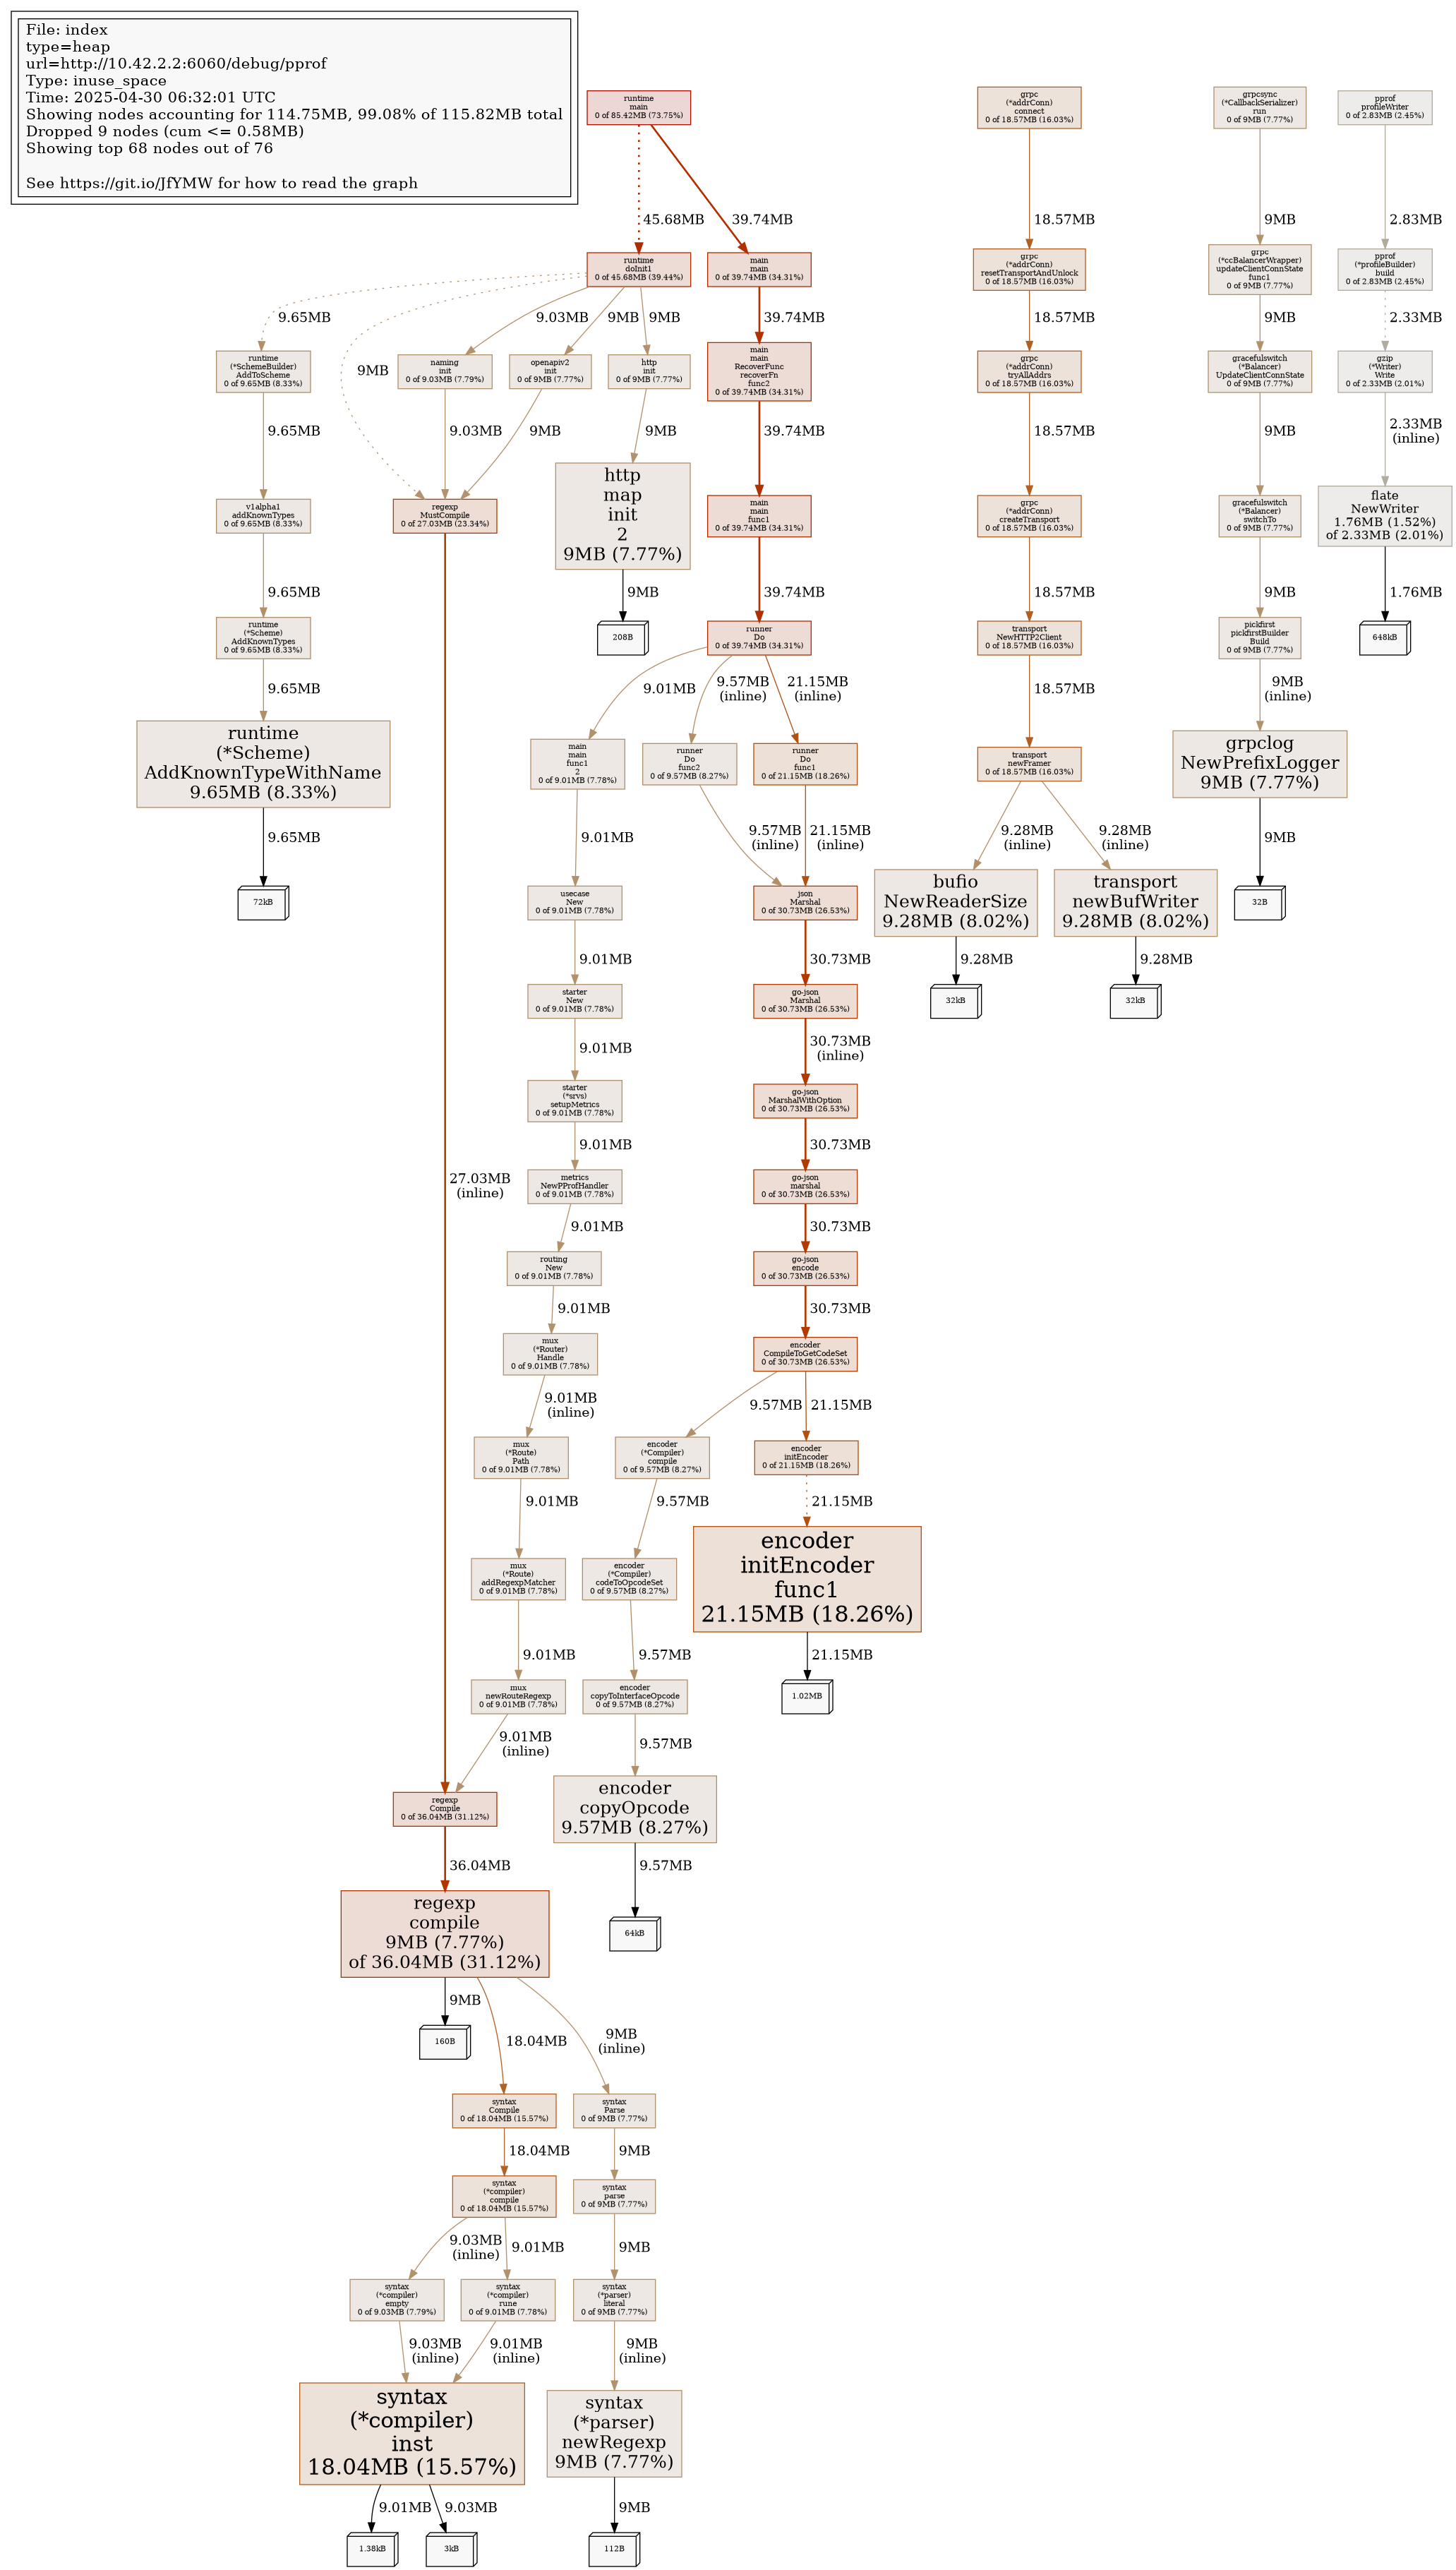 File: index
type=heap
url=http://10.42.2.2:6060/debug/pprof
Type: inuse_space
Time: 2025-04-30 06:32:01 UTC
Showing nodes accounting for 114.75MB, 99.08% of 115.82MB total
Dropped 9 nodes (cum <= 0.58MB)
Showing top 68 nodes out of 76
See https://git.io/JfYMW for how to read the graph
runtime
main
0 of 85.42MB (73.75%)
grpc
(*addrConn)
connect
0 of 18.57MB (16.03%)
grpcsync
(*CallbackSerializer)
run
0 of 9MB (7.77%)
pprof
profileWriter
0 of 2.83MB (2.45%)
45.68MB
39.74MB
18.57MB
9MB
2.83MB
runtime
doInit1
0 of 45.68MB (39.44%)
main
main
0 of 39.74MB (34.31%)
grpc
(*addrConn)
resetTransportAndUnlock
0 of 18.57MB (16.03%)
grpc
(*ccBalancerWrapper)
updateClientConnState
func1
0 of 9MB (7.77%)
pprof
(*profileBuilder)
build
0 of 2.83MB (2.45%)
9.65MB
9MB
9.03MB
9MB
9MB
39.74MB
18.57MB
9MB
2.33MB
runtime
(*SchemeBuilder)
AddToScheme
0 of 9.65MB (8.33%)
naming
init
0 of 9.03MB (7.79%)
openapiv2
init
0 of 9MB (7.77%)
http
init
0 of 9MB (7.77%)
main
main
RecoverFunc
recoverFn
func2
0 of 39.74MB (34.31%)
grpc
(*addrConn)
tryAllAddrs
0 of 18.57MB (16.03%)
gracefulswitch
(*Balancer)
UpdateClientConnState
0 of 9MB (7.77%)
gzip
(*Writer)
Write
0 of 2.33MB (2.01%)
9.65MB
9.03MB
9MB
9MB
39.74MB
18.57MB
9MB
2.33MB
(inline)
v1alpha1
addKnownTypes
0 of 9.65MB (8.33%)
regexp
MustCompile
0 of 27.03MB (23.34%)
http
map
init
2
9MB (7.77%)
main
main
func1
0 of 39.74MB (34.31%)
grpc
(*addrConn)
createTransport
0 of 18.57MB (16.03%)
gracefulswitch
(*Balancer)
switchTo
0 of 9MB (7.77%)
flate
NewWriter
1.76MB (1.52%)
of 2.33MB (2.01%)
9.65MB
9MB
39.74MB
18.57MB
9MB
1.76MB
runtime
(*Scheme)
AddKnownTypes
0 of 9.65MB (8.33%)
208B
runner
Do
0 of 39.74MB (34.31%)
transport
NewHTTP2Client
0 of 18.57MB (16.03%)
pickfirst
pickfirstBuilder
Build
0 of 9MB (7.77%)
648kB
9.65MB
9.01MB
9.57MB
(inline)
21.15MB
(inline)
18.57MB
9MB
(inline)
runtime
(*Scheme)
AddKnownTypeWithName
9.65MB (8.33%)
main
main
func1
2
0 of 9.01MB (7.78%)
runner
Do
func2
0 of 9.57MB (8.27%)
runner
Do
func1
0 of 21.15MB (18.26%)
transport
newFramer
0 of 18.57MB (16.03%)
grpclog
NewPrefixLogger
9MB (7.77%)
9.65MB
9.01MB
9.57MB
(inline)
21.15MB
(inline)
9.28MB
(inline)
9.28MB
(inline)
9MB
72kB
usecase
New
0 of 9.01MB (7.78%)
json
Marshal
0 of 30.73MB (26.53%)
bufio
NewReaderSize
9.28MB (8.02%)
transport
newBufWriter
9.28MB (8.02%)
32B
9.01MB
30.73MB
9.28MB
9.28MB
starter
New
0 of 9.01MB (7.78%)
go-json
Marshal
0 of 30.73MB (26.53%)
32kB
32kB
9.01MB
30.73MB
(inline)
starter
(*srvs)
setupMetrics
0 of 9.01MB (7.78%)
go-json
MarshalWithOption
0 of 30.73MB (26.53%)
9.01MB
30.73MB
27.03MB
(inline)
metrics
NewPProfHandler
0 of 9.01MB (7.78%)
go-json
marshal
0 of 30.73MB (26.53%)
9.01MB
30.73MB
routing
New
0 of 9.01MB (7.78%)
go-json
encode
0 of 30.73MB (26.53%)
9.01MB
30.73MB
mux
(*Router)
Handle
0 of 9.01MB (7.78%)
encoder
CompileToGetCodeSet
0 of 30.73MB (26.53%)
9.01MB
(inline)
9.57MB
21.15MB
mux
(*Route)
Path
0 of 9.01MB (7.78%)
encoder
(*Compiler)
compile
0 of 9.57MB (8.27%)
encoder
initEncoder
0 of 21.15MB (18.26%)
9.01MB
9.57MB
21.15MB
mux
(*Route)
addRegexpMatcher
0 of 9.01MB (7.78%)
encoder
(*Compiler)
codeToOpcodeSet
0 of 9.57MB (8.27%)
encoder
initEncoder
func1
21.15MB (18.26%)
9.01MB
9.57MB
21.15MB
mux
newRouteRegexp
0 of 9.01MB (7.78%)
encoder
copyToInterfaceOpcode
0 of 9.57MB (8.27%)
1.02MB
9.01MB
(inline)
9.57MB
regexp
Compile
0 of 36.04MB (31.12%)
encoder
copyOpcode
9.57MB (8.27%)
36.04MB
9.57MB
regexp
compile
9MB (7.77%)
of 36.04MB (31.12%)
64kB
9MB
18.04MB
9MB
(inline)
160B
syntax
Compile
0 of 18.04MB (15.57%)
syntax
Parse
0 of 9MB (7.77%)
18.04MB
9MB
syntax
(*compiler)
compile
0 of 18.04MB (15.57%)
syntax
parse
0 of 9MB (7.77%)
9.03MB
(inline)
9.01MB
9MB
syntax
(*compiler)
empty
0 of 9.03MB (7.79%)
syntax
(*compiler)
rune
0 of 9.01MB (7.78%)
syntax
(*parser)
literal
0 of 9MB (7.77%)
9.03MB
(inline)
9.01MB
(inline)
9MB
(inline)
syntax
(*compiler)
inst
18.04MB (15.57%)
syntax
(*parser)
newRegexp
9MB (7.77%)
9.01MB
9.03MB
9MB
1.38kB
3kB
112B